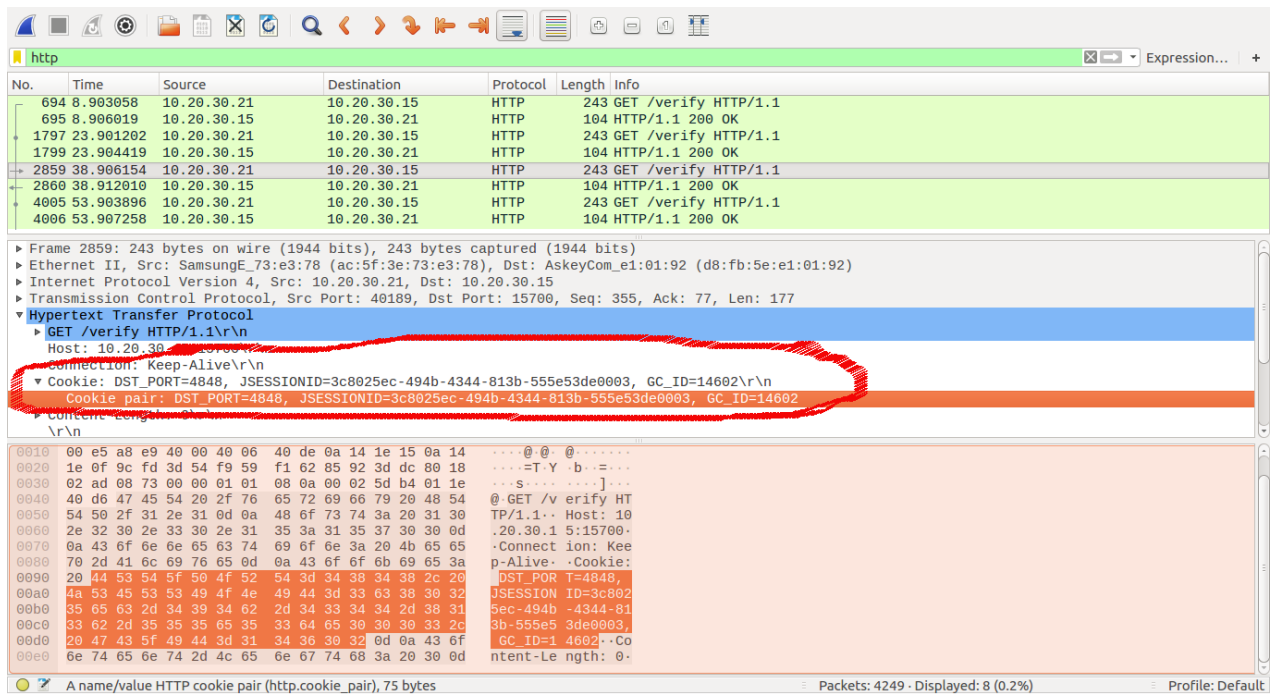 http Expression... +
No. Time Source Destination Protocol Length Info
694 8.903058 10.20.30.21 10.20.30.15 HTTP 243 GET /verify HTTP/1.1
695 8.906019 10.20.30.15 10.20.30.21 HTTP 104 HTTP/1.1 200 OK
1797 23.901202 10.20.30.21 10.20.30.15 HTTP 243 GET /verify HTTP/1.1
1799 23.904419 10.20.30.15 10.20.30.21 HTTP 104 HTTP/1.1 200 OK
2859 38.906154 10.20.30.21 10.20.30.15 HTTP 243 GET /verify HTTP/1.1
2860 38.912010 10.20.30.15 10.20.30.21 HTTP 104 HTTP/1.1 200 OK
4005 53.903896 10.20.30.21 10.20.30.15 HTTP 243 GET /verify HTTP/1.1
4006 53.907258 10.20.30.15 10.20.30.21 HTTP 104 HTTP/1.1 200 OK
Frame 2859: 243 bytes on wire (1944 bits), 243 bytes captured (1944 bits)
Ethernet II, Src: SamsungE_73:e3:78 (ac:5f:3e:73:e3:78), Dst: AskeyCom_e1:01:92 (d8:fb:5e:e1:01:92)
Internet Protocol Version 4, Src: 10.20.30.21, Dst: 10.20.30.15
Transmission Control Protocol, Src Port: 40189, Dst Port: 15700, Seq: 355, Ack: 77, Len: 177
Hypertext Transfer Protocol
GET /verify HTTP/1.1\r\n
Host: 10.20.30
Connection: Keep-Alive\r\n
Cookie: DST_PORT=4848, JSESSIONID=3c8025ec-494b-4344-813b-555e53de0003, GC_ID=14602\r\n
Cookie pair: DST_PORT=4848, JSESSIONID=3c8025ec-494b-4344-813b-555e53de0003, GC_ID=14602
Content-Length: 0\r\n
\r\n
0010 00 e5 a8 e9 40 00 40 06 40 de 0a 14 1e 15 0a 14 ····@·@· @·······
0020 1e 0f 9c fd 3d 54 f9 59 f1 62 85 92 3d dc 80 18 ····=T·Y ·b··=···
0030 02 ad 08 73 00 00 01 01 08 0a 00 02 5d b4 01 1e ···s···· ····]···
0040 40 d6 47 45 54 20 2f 76 65 72 69 66 79 20 48 54 @·GET /v erify HT
0050 54 50 2f 31 2e 31 0d 0a 48 6f 73 74 3a 20 31 30 TP/1.1·· Host: 10
0060 2e 32 30 2e 33 30 2e 31 35 3a 31 35 37 30 30 0d .20.30.1 5:15700·
0070 0a 43 6f 6e 6e 65 63 74 69 6f 6e 3a 20 4b 65 65 ·Connect ion: Kee
0080 70 2d 41 6c 69 76 65 0d 0a 43 6f 6f 6b 69 65 3a p-Alive· ·Cookie:
0090 20 44 53 54 5f 50 4f 52 54 3d 34 38 34 38 2c 20 DST_POR T=4848,
00a0 4a 53 45 53 53 49 4f 4e 49 44 3d 33 63 38 30 32 JSESSION ID=3c802
00b0 35 65 63 2d 34 39 34 62 2d 34 33 34 34 2d 38 31 5ec-494b -4344-81
00c0 33 62 2d 35 35 35 65 35 33 64 65 30 30 30 33 2c 3b-555e5 3de0003,
00d0 20 47 43 5f 49 44 3d 31 34 36 30 32 0d 0a 43 6f GC_ID=1 4602··Co
00e0 6e 74 65 6e 74 2d 4c 65 6e 67 74 68 3a 20 30 0d ntent-Le ngth: 0·
A name/value HTTP cookie pair (http.cookie_pair), 75 bytes Packets: 4249 · Displayed: 8 (0.2%) Profile: Default